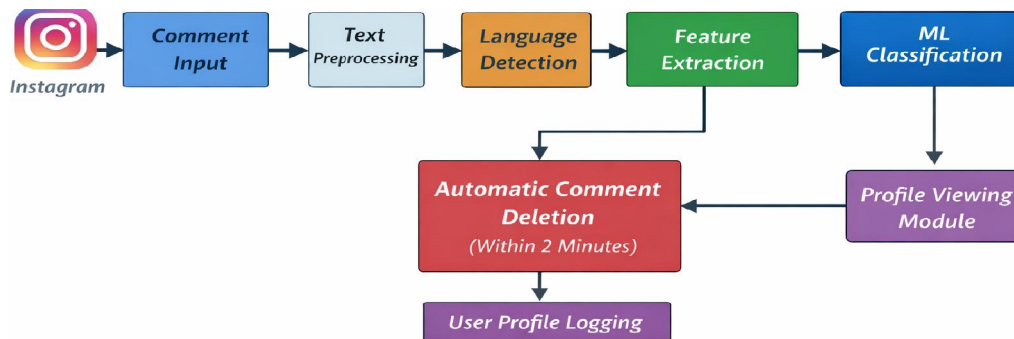 Instagram
Comment
Input
Text
Preprocessing
Language
Detection
Feature
Extraction
ML
Classification
Automatic Comment
Deletion
(Within 2 Minutes)
Profile Viewing
Module
User Profile Logging